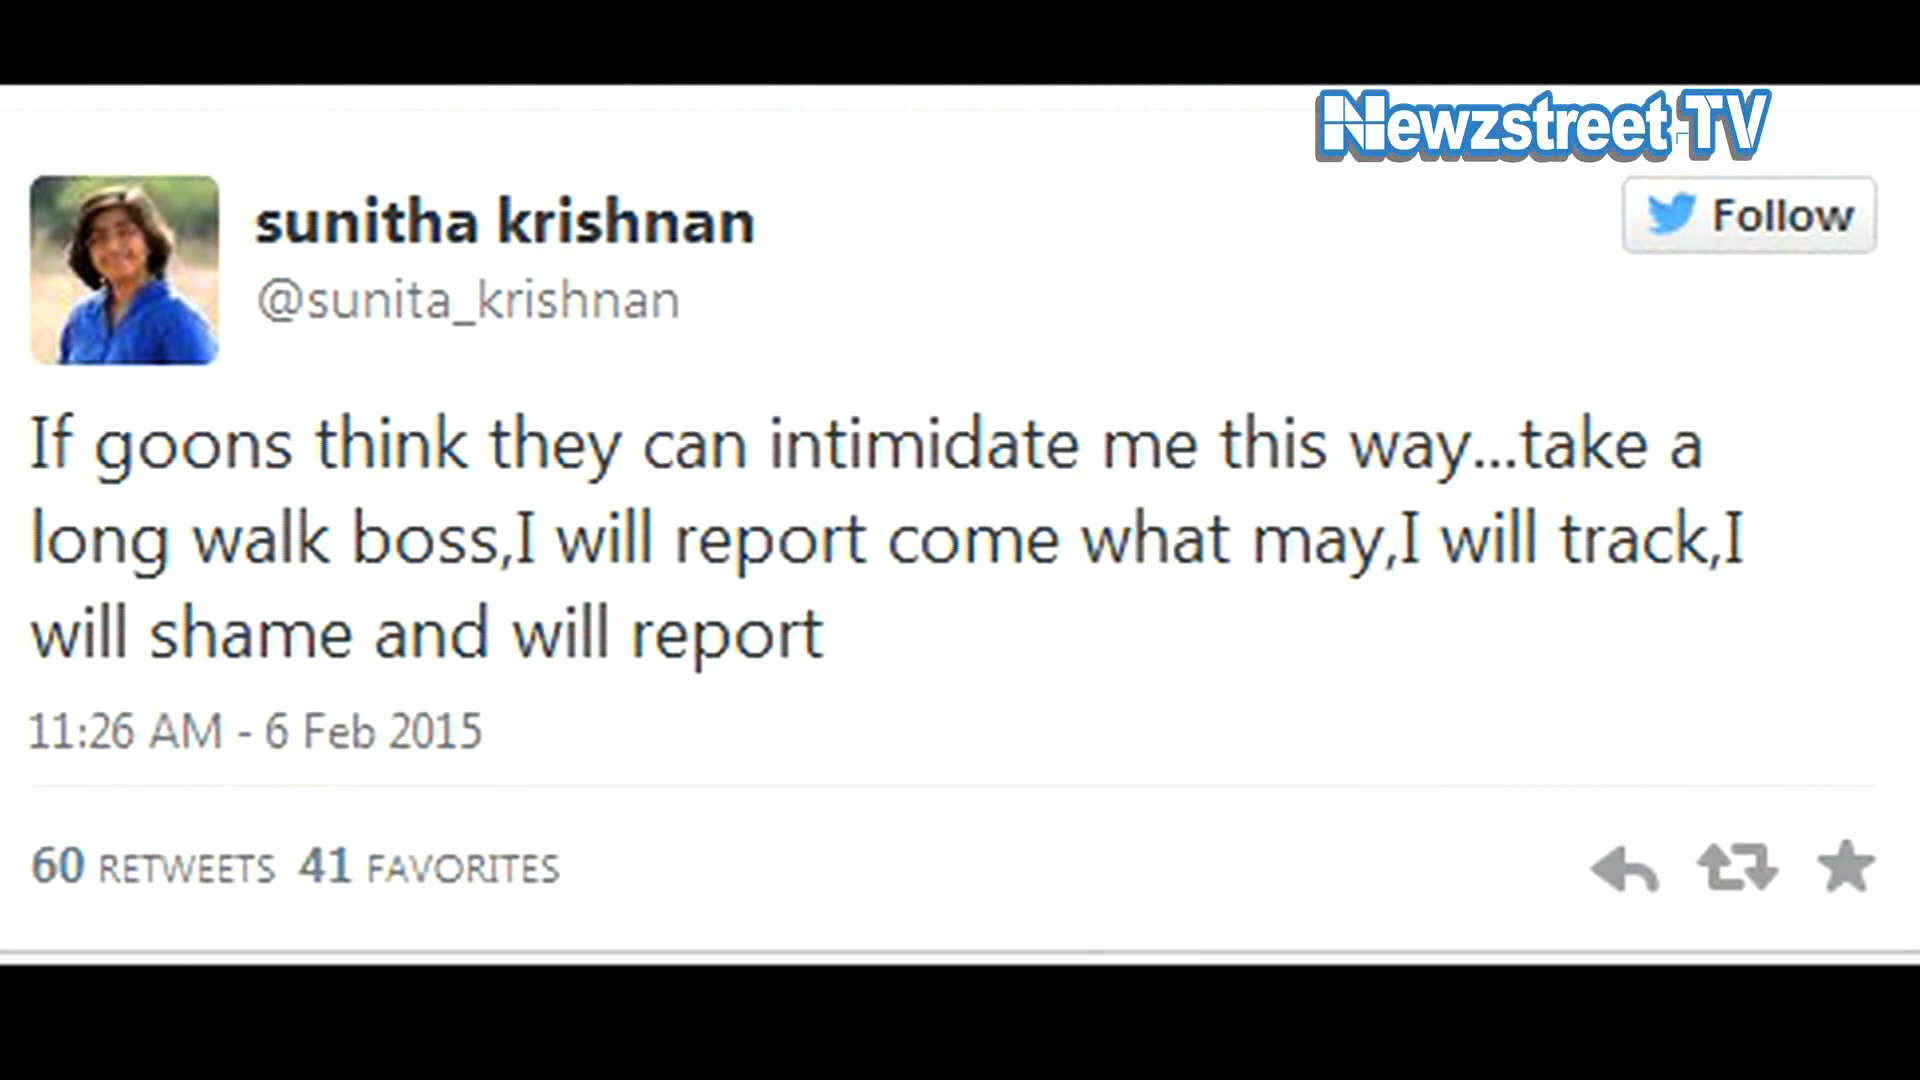 Newzstreet-TV
sunitha krishnan
Follow
@sunita_krishnan
If goons think they can intimidate me this way...take a
long walk boss,I will report come what may,I will track,I
will shame and will report
11:26 AM - 6 Feb 2015
60 RETWEETS 41 FAVORITES